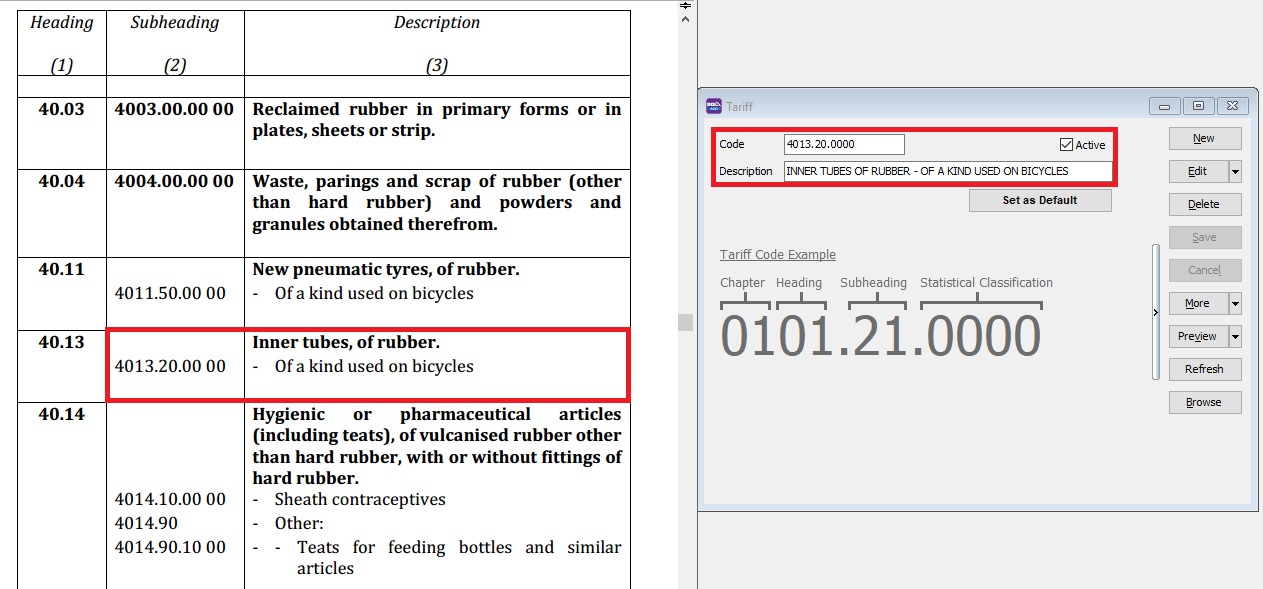 Heading Subheading Description
(1) (2) (3)
40.03 4003.00.00 00 Reclaimed rubber in primary forms or in
plates, sheets or strip.
40.04 4004.00.00 00 Waste, parings and scrap of rubber (other
than hard rubber) and powders and
granules obtained therefrom.
40.11 New pneumatic tyres, of rubber.
4011.50.00 00 - Of a kind used on bicycles
40.13 Inner tubes, of rubber.
4013.20.00 00 - Of a kind used on bicycles
40.14 Hygienic or pharmaceutical articles
(including teats), of vulcanised rubber other
than hard rubber, with or without fittings of
hard rubber.
4014.10.00 00 - Sheath contraceptives
4014.90 - Other:
4014.90.10 00 - - Teats for feeding bottles and similar
articles
Tariff
Code 4013.20.0000 Active
Description INNER TUBES OF RUBBER - OF A KIND USED ON BICYCLES
Set as Default
Tariff Code Example
Chapter Heading Subheading Statistical Classification
0101.21.0000
New
Edit
Delete
Save
Cancel
More
Preview
Refresh
Browse